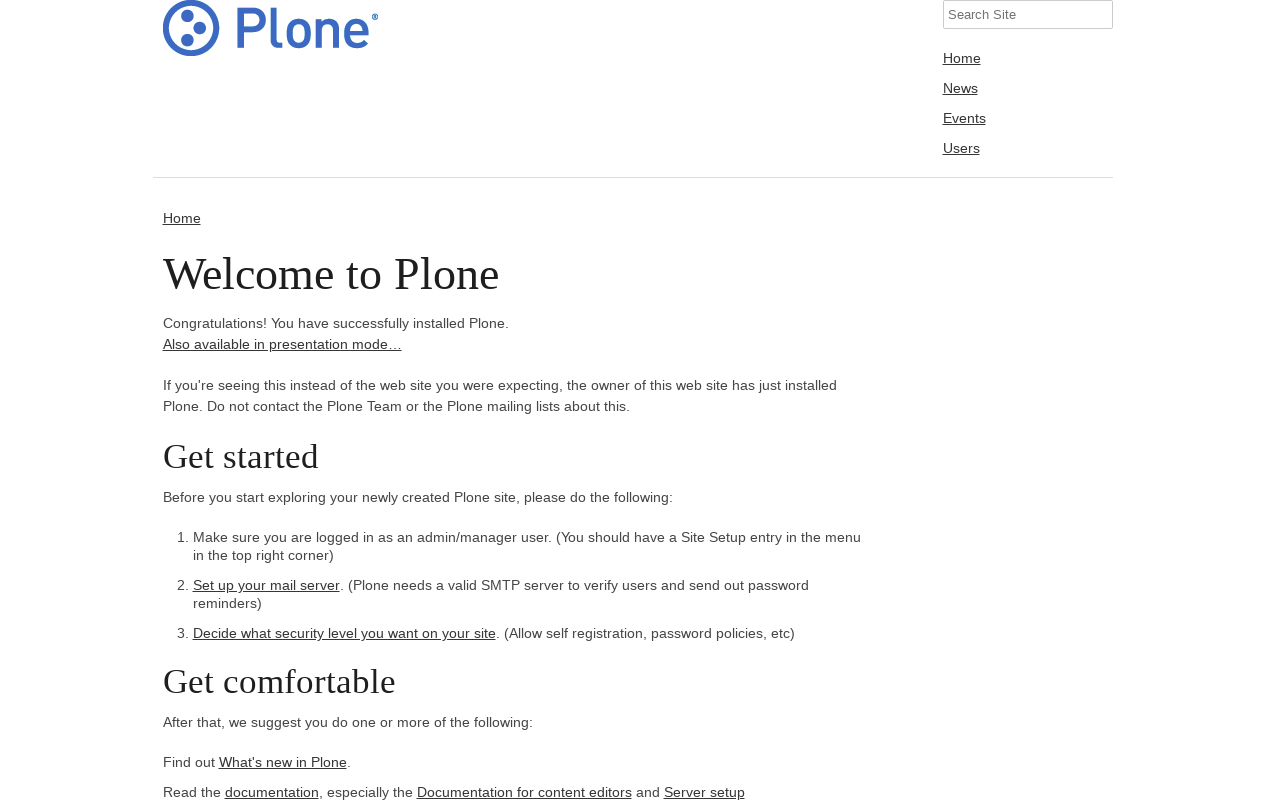 Plone®
Search Site
Home
News
Events
Users
Home
Welcome to Plone
Congratulations! You have successfully installed Plone.
Also available in presentation mode…
If you're seeing this instead of the web site you were expecting, the owner of this web site has just installed
Plone. Do not contact the Plone Team or the Plone mailing lists about this.
Get started
Before you start exploring your newly created Plone site, please do the following:
1. Make sure you are logged in as an admin/manager user. (You should have a Site Setup entry in the menu
in the top right corner)
2. Set up your mail server. (Plone needs a valid SMTP server to verify users and send out password
reminders)
3. Decide what security level you want on your site. (Allow self registration, password policies, etc)
Get comfortable
After that, we suggest you do one or more of the following:
Find out What's new in Plone.
Read the documentation, especially the Documentation for content editors and Server setup